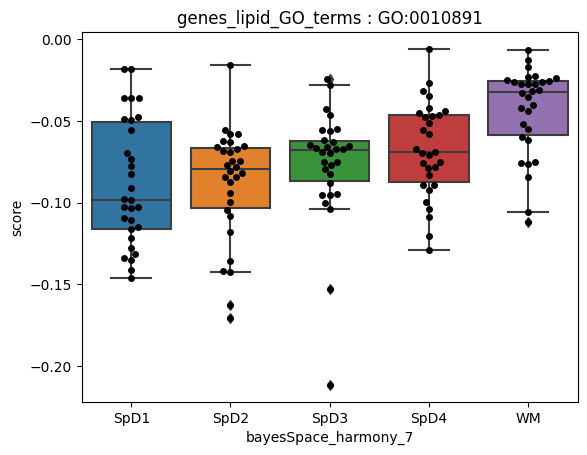 genes_lipid_GO_terms : GO:0010891
0.00
−0.05
−0.10
−0.15
−0.20
score
SpD1 SpD2 SpD3 SpD4 WM
bayesSpace_harmony_7